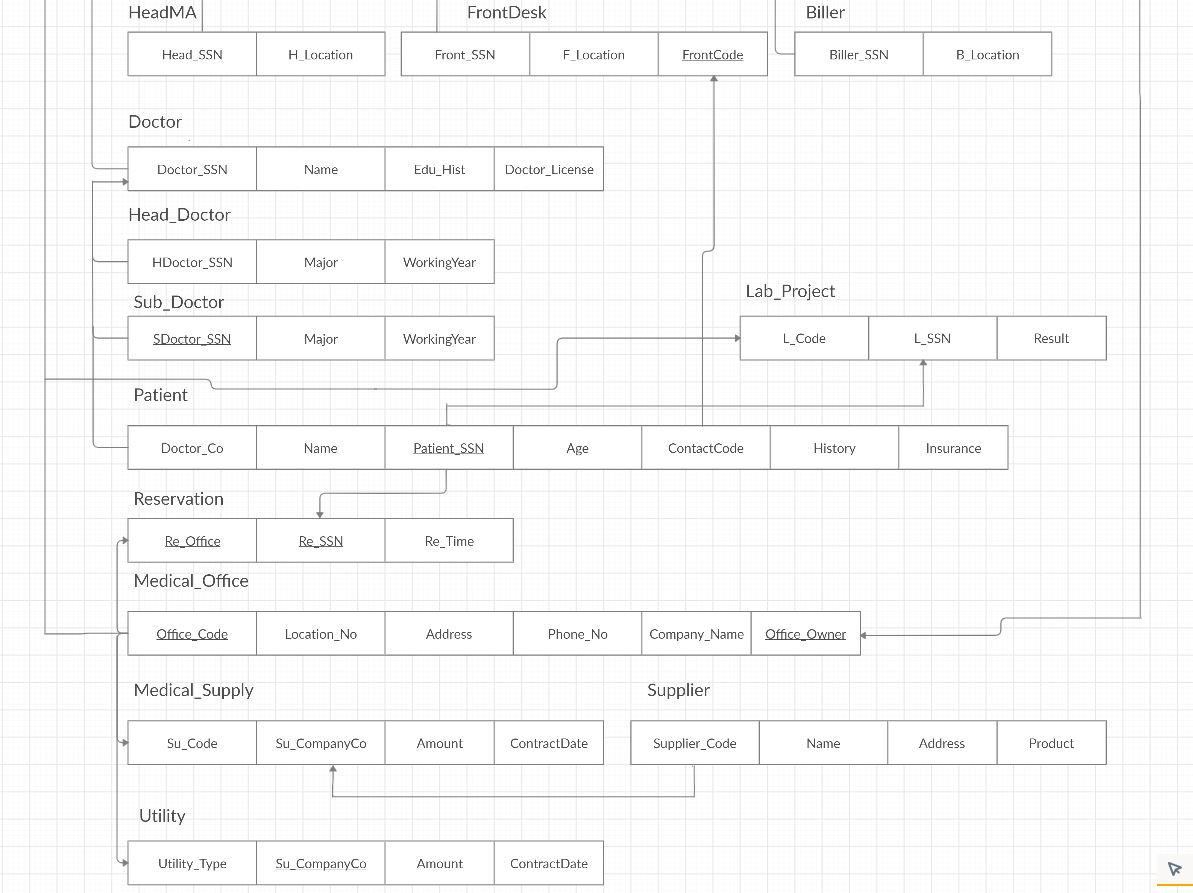 HeadMA FrontDesk Biller
Head_SSN H_Location Front_SSN F_Location FrontCode Biller_SSN B_Location
Doctor
Doctor_SSN Name Edu_Hist Doctor_License
Head_Doctor
HDoctor_SSN Major WorkingYear
Lab_Project
Sub_Doctor
SDoctor_SSN Major WorkingYear L_Code L_SSN Result
Patient
Doctor_Co Name Patient_SSN Age ContactCode History Insurance
Reservation
Re_Office Re_SSN Re_Time
Medical_Office
Office_Code Location_No Address Phone_No Company_Name Office_Owner
Medical_Supply Supplier
Su_Code Su_CompanyCo Amount ContractDate Supplier_Code Name Address Product
Utility
Utility_Type Su_CompanyCo Amount ContractDate